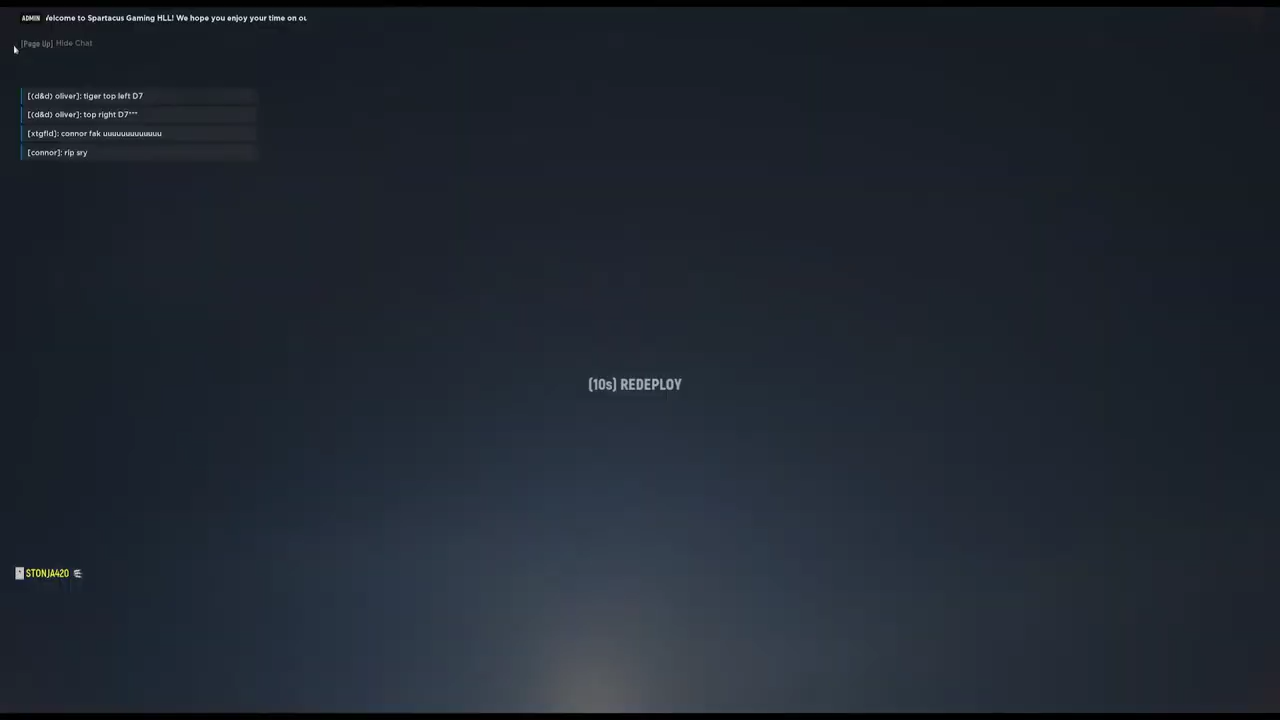 ADMIN Welcome to Spartacus Gaming HLL! We hope you enjoy your time on ou
[Page Up] Hide Chat
[(d&d) oliver]: tiger top left D7
[(d&d) oliver]: top right D7***
[xtgfld]: connor fak uuuuuuuuuuuuu
[connor]: rip sry
(10s) REDEPLOY
STONJA420